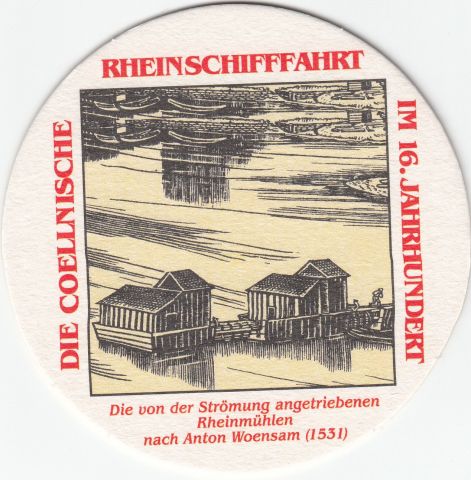 DIE COELLNISCHE
RHEINSCHIFFFAHRT
IM 16. JAHRHUNDERT
Die von der Strömung angetriebenen
Rheinmühlen
nach Anton Woensam (1531)